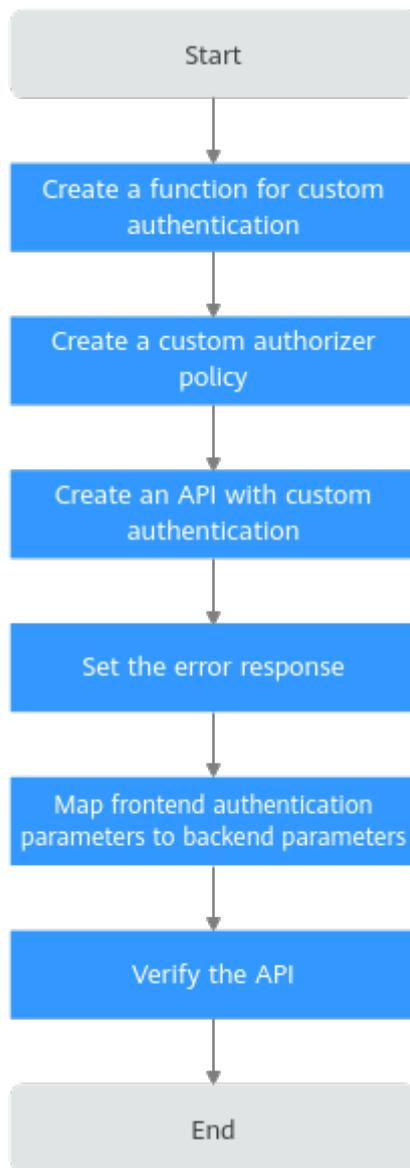 Start
Create a function for custom
authentication
Create a custom authorizer
policy
Create an API with custom
authentication
Set the error response
Map frontend authentication
parameters to backend parameters
Verify the API
End